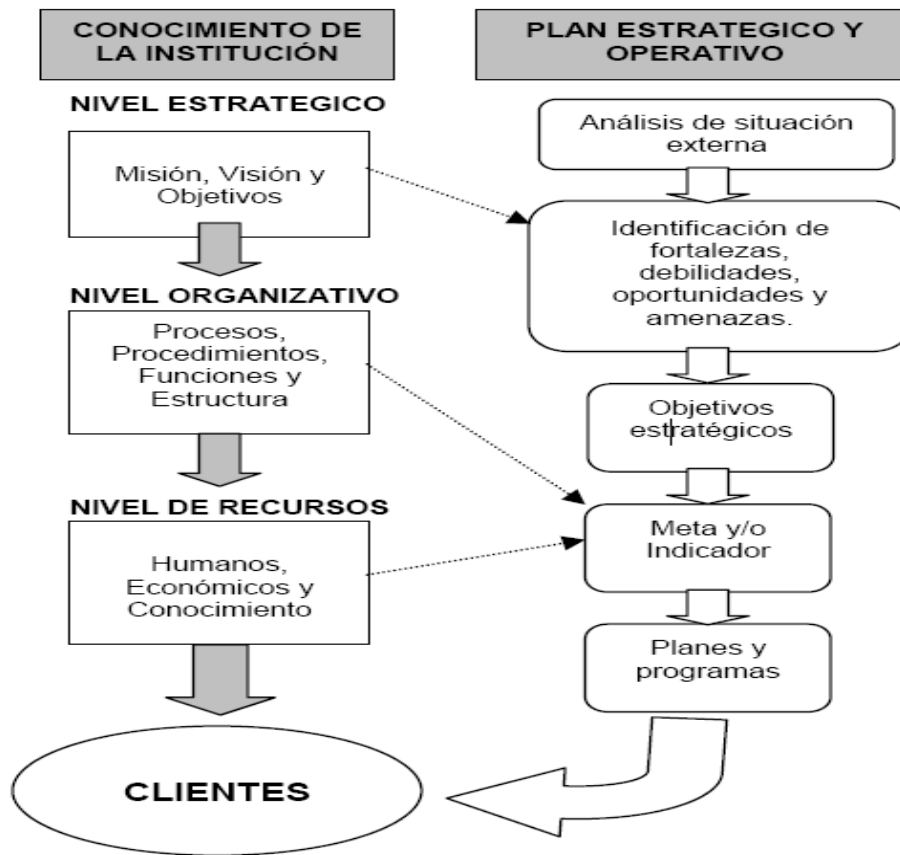 CONOCIMIENTO DE
LA INSTITUCIÓN
NIVEL ESTRATEGICO
Misión, Visión y
Objetivos
NIVEL ORGANIZATIVO
Procesos,
Procedimientos,
Funciones y
Estructura
NIVEL DE RECURSOS
Humanos,
Económicos y
Conocimiento
CLIENTES
PLAN ESTRATEGICO Y
OPERATIVO
Análisis de situación
externa
Identificación de
fortalezas,
debilidades,
oportunidades y
amenazas.
Objetivos
estratégicos
Meta y/o
Indicador
Planes y
programas